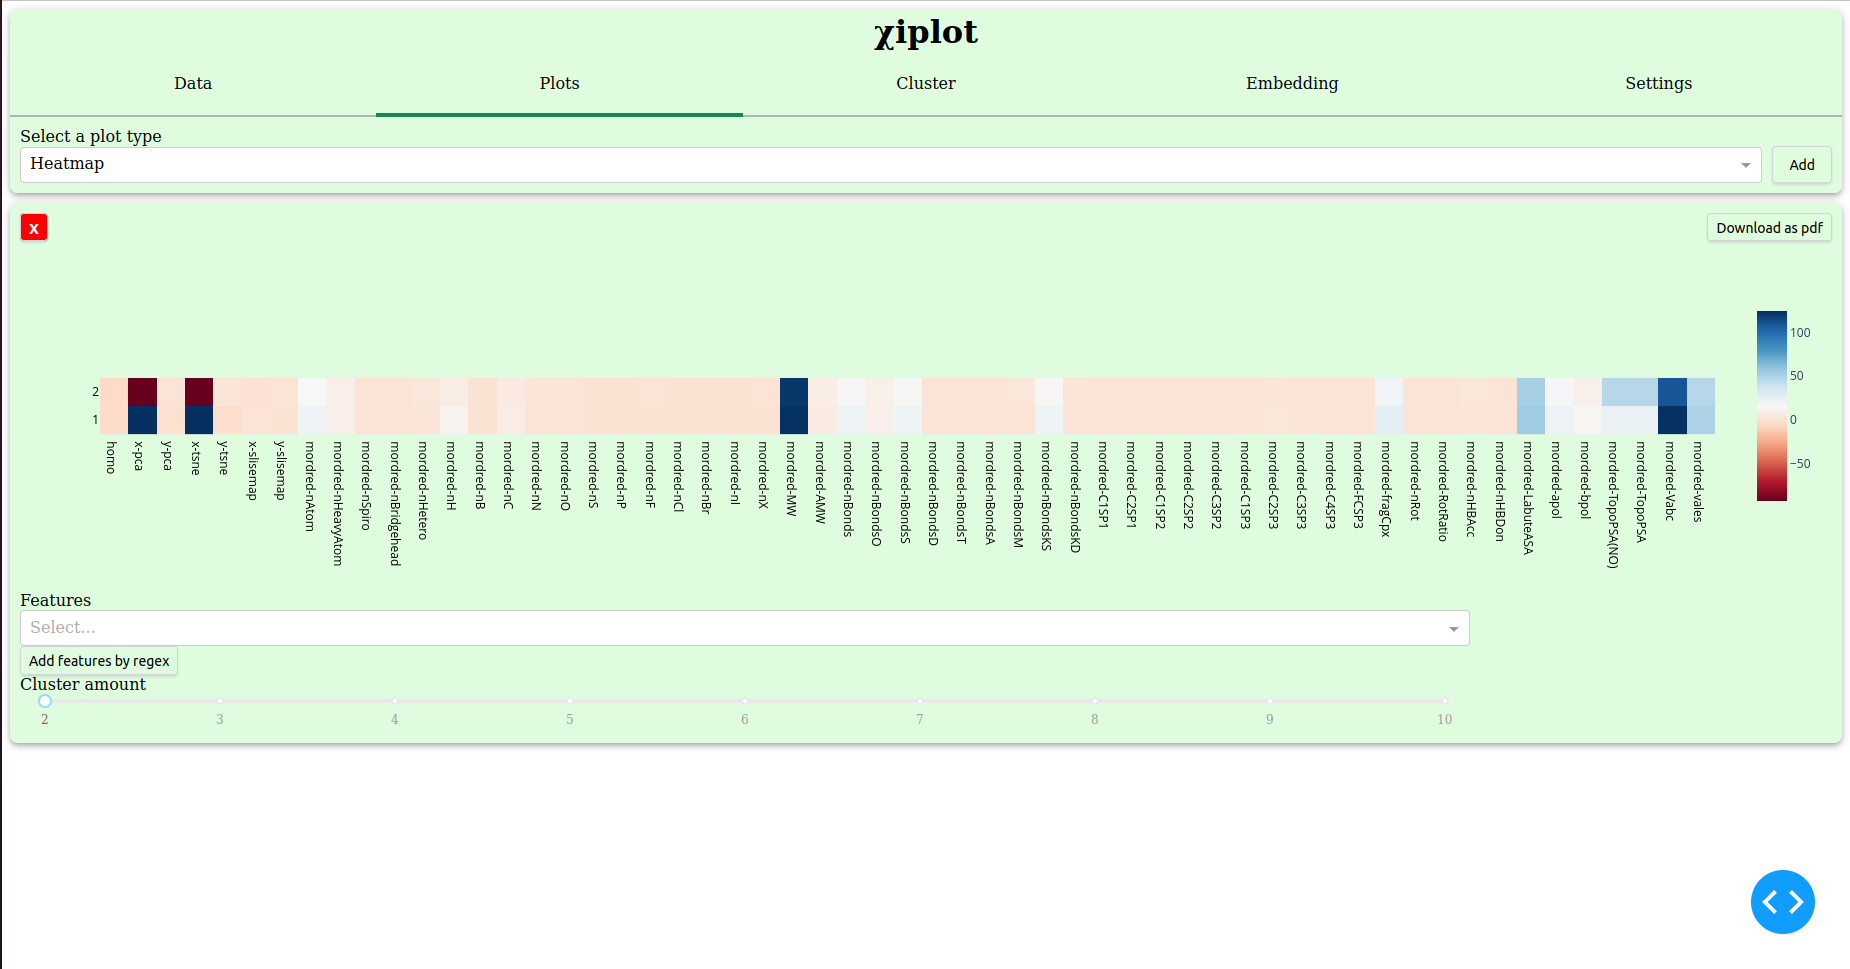 χiplot
Data Plots Cluster Embedding Settings
Select a plot type
Heatmap
Add
x
Download as pdf
2
1
homo
x-pca
y-pca
x-tsne
y-tsne
x-slisemap
y-slisemap
mordred-nAtom
mordred-nHeavyAtom
mordred-nSpiro
mordred-nBridgehead
mordred-nHetero
mordred-nH
mordred-nB
mordred-nC
mordred-nN
mordred-nO
mordred-nS
mordred-nP
mordred-nF
mordred-nCl
mordred-nBr
mordred-nI
mordred-nX
mordred-MW
mordred-AMW
mordred-nBonds
mordred-nBondsO
mordred-nBondsS
mordred-nBondsD
mordred-nBondsT
mordred-nBondsA
mordred-nBondsM
mordred-nBondsKS
mordred-nBondsKD
mordred-C1SP1
mordred-C2SP1
mordred-C1SP2
mordred-C2SP2
mordred-C3SP2
mordred-C1SP3
mordred-C2SP3
mordred-C3SP3
mordred-C4SP3
mordred-FCSP3
mordred-fragCpx
mordred-nRot
mordred-RotRatio
mordred-nHBAcc
mordred-nHBDon
mordred-LabuteASA
mordred-apol
mordred-bpol
mordred-TopoPSA(NO)
mordred-TopoPSA
mordred-Vabc
mordred-vales
100
50
0
−50
Features
Select...
Add features by regex
Cluster amount
2 3 4 5 6 7 8 9 10